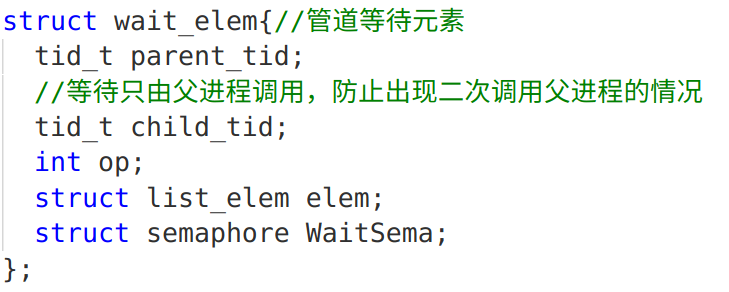 struct wait_elem{//管道等待元素
  tid_t parent_tid;
  //等待只由父进程调用，防止出现二次调用父进程的情况
  tid_t child_tid;
  int op;
  struct list_elem elem;
  struct semaphore WaitSema;
};